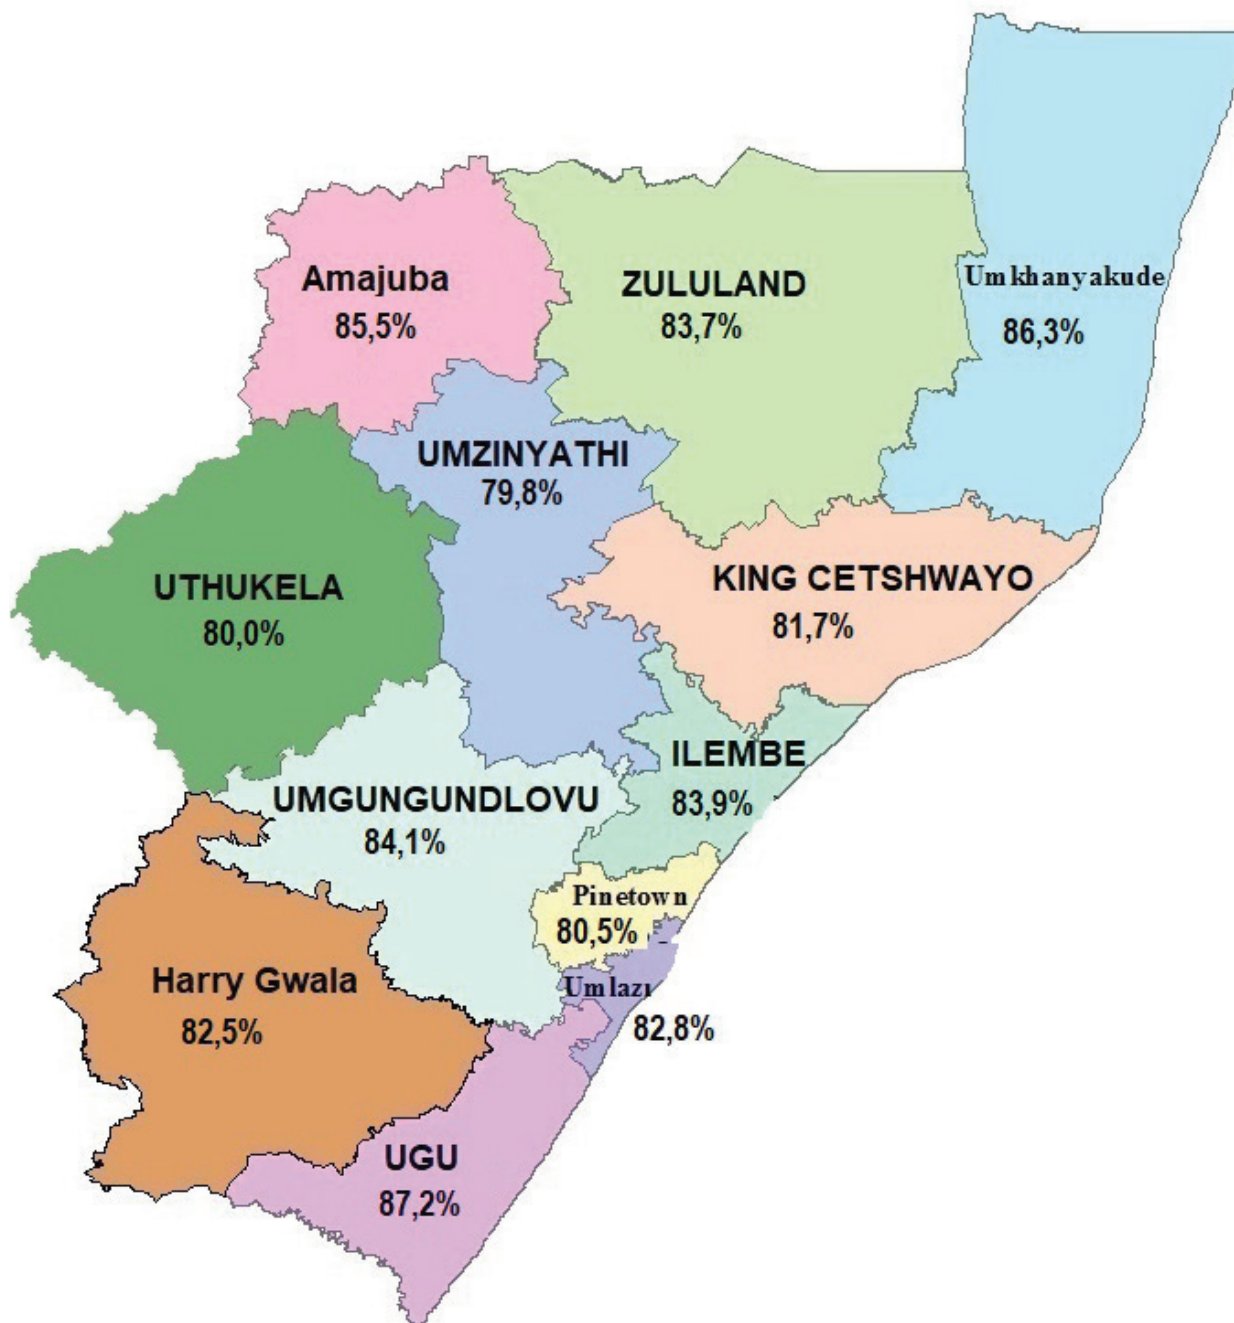 Amajuba
85,5%
ZULULAND
83,7%
Umkhanyakude
86,3%
UMZINYATHI
79,8%
UTHUKELA
80,0%
KING CETSHWAYO
81,7%
ILEMBE
83,9%
UMGUNGUNDLOVU
84,1%
Pinetown
80,5%
Harry Gwala
82,5%
Umlazi
82,8%
UGU
87,2%